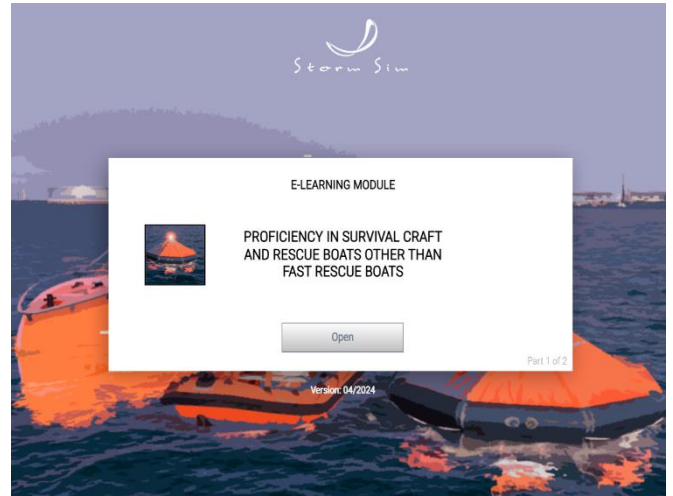 Storm Sim
E-LEARNING MODULE
PROFICIENCY IN SURVIVAL CRAFT
AND RESCUE BOATS OTHER THAN
FAST RESCUE BOATS
Open
Part 1 of 2
Version: 04/2024